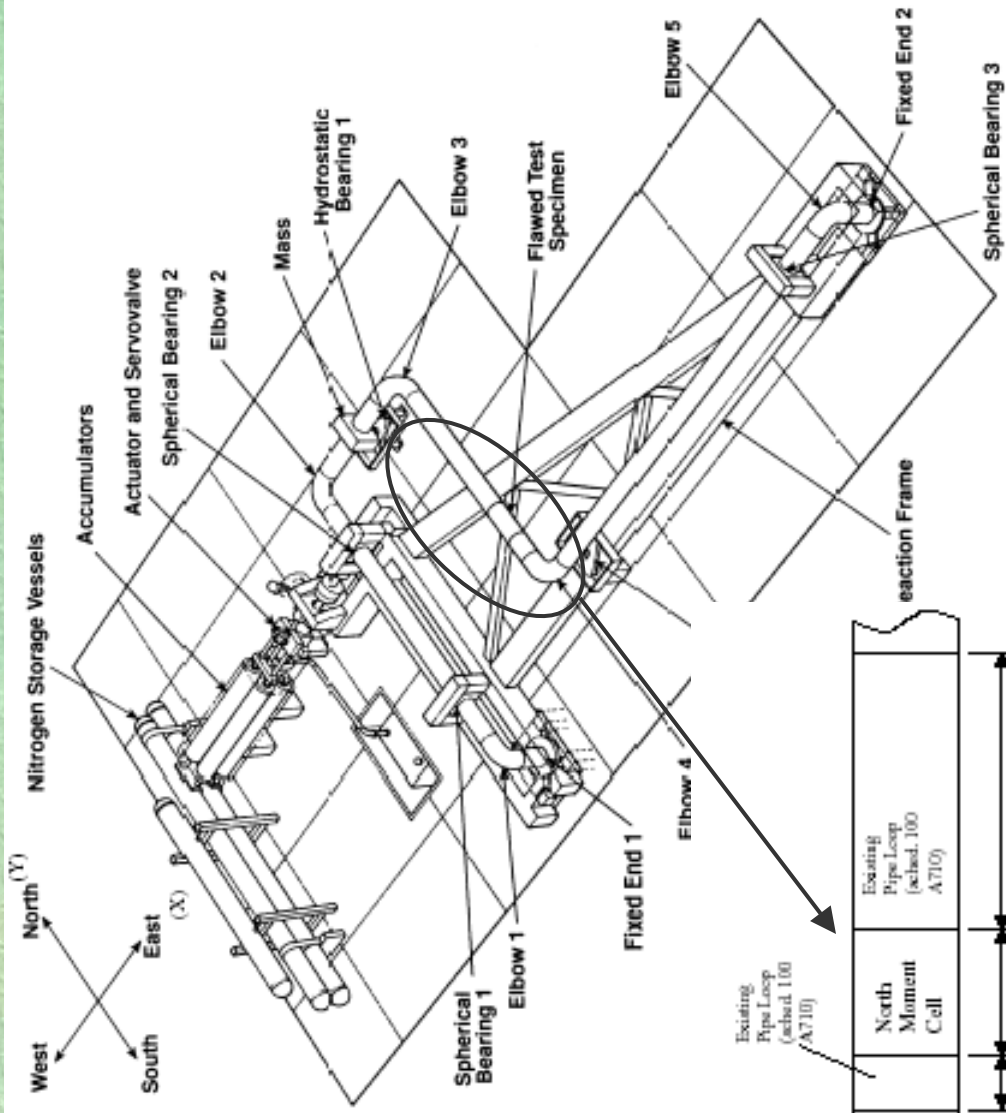 North (Y)
West
East
(X)
South
Nitrogen Storage Vessels
Accumulators
Actuator and Servovalve
Spherical Bearing 2
Elbow 2
Mass
Hydrostatic
Bearing 1
Elbow 3
Flawed Test
Specimen
Elbow 5
Fixed End 2
Spherical Bearing 3
eaction Frame
Elbow 4
Fixed End 1
Elbow 1
Spherical
Bearing 1
Existing
Pipe Loop
(sched. 100
A710)
North
Moment
Cell
Existing
Pipe Loop
(sched. 100
A710)